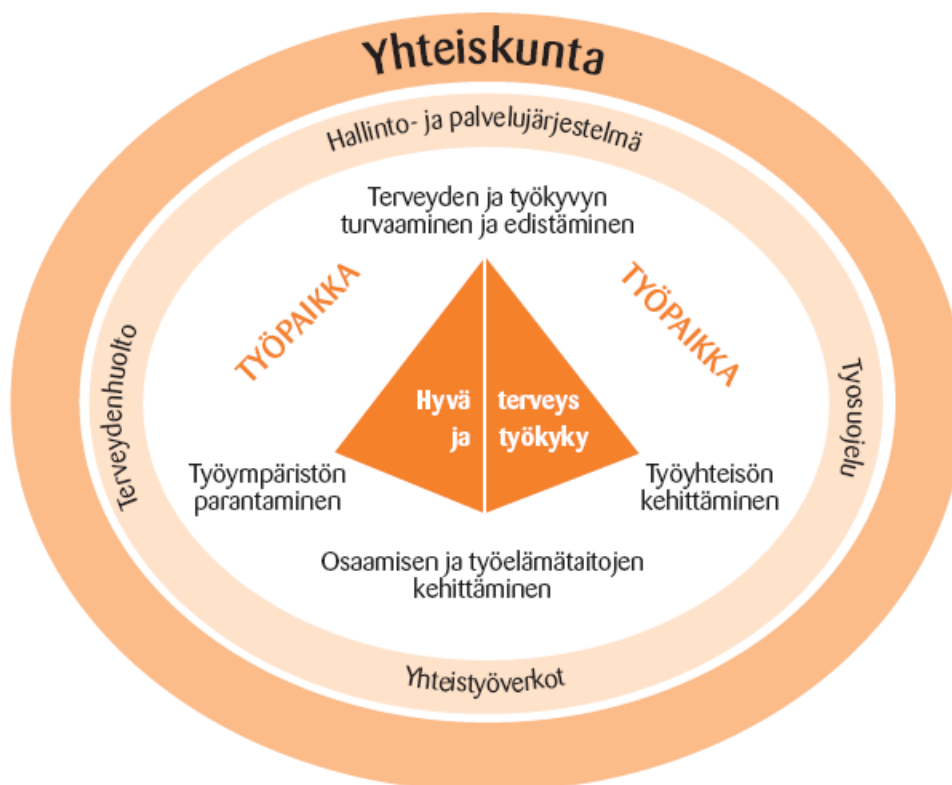 Yhteiskunta
Hallinto- ja palvelujärjestelmä
Terveyden ja työkyvyn
turvaaminen ja edistäminen
TYÖPAIKKA
TYÖPAIKKA
Terveydenhuolto
Tyosuojelu
Hyvä terveys
ja työkyky
Työympäristön
parantaminen
Työyhteisön
kehittäminen
Osaamisen ja työelämätaitojen
kehittäminen
Yhteistyöverkot